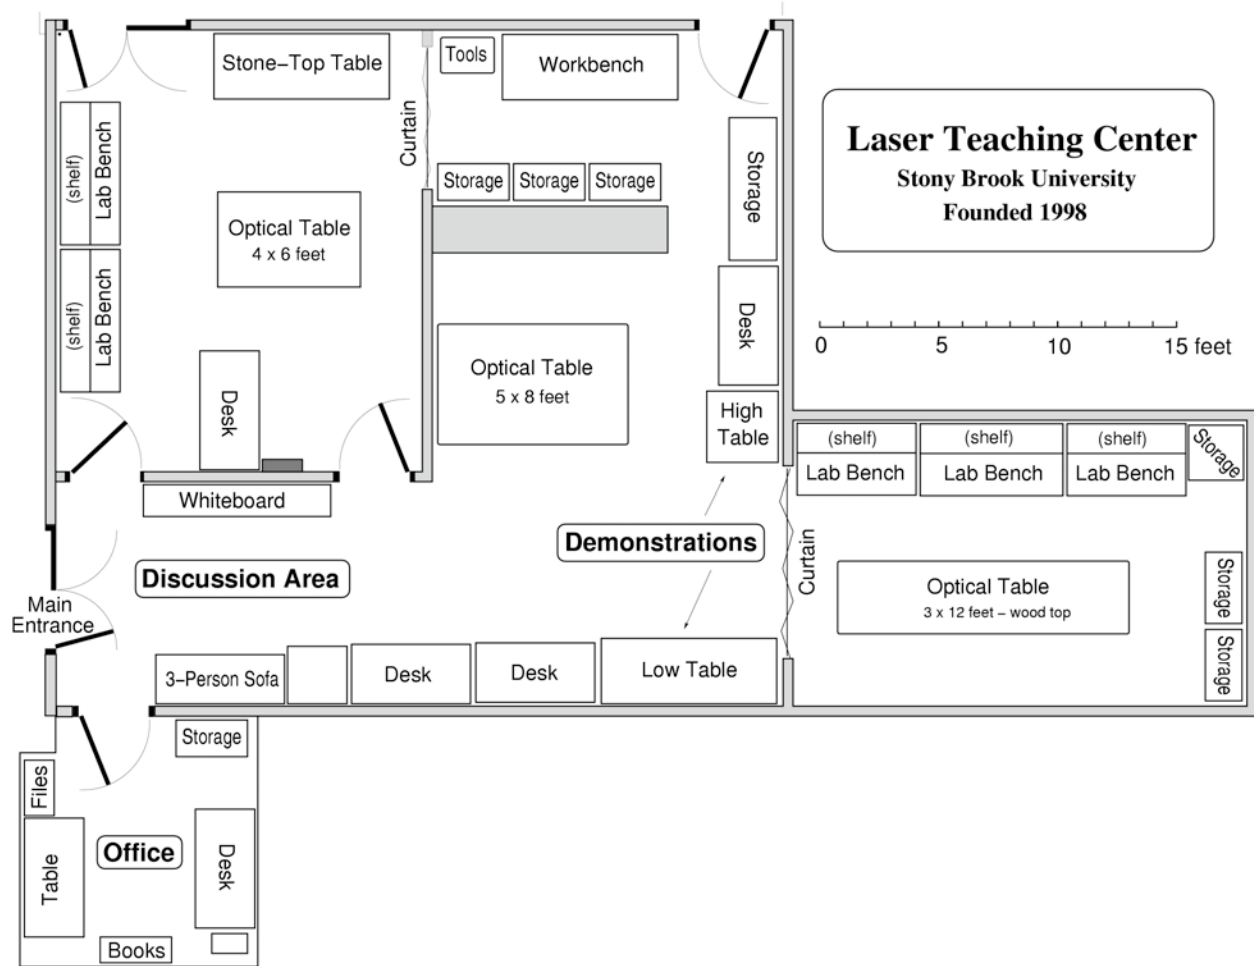 Tools
Stone-Top Table
Workbench
Curtain
Laser Teaching Center
Stony Brook University
Founded 1998
(shelf)
Lab Bench
Storage
Storage
Storage
Storage
Optical Table
4 x 6 feet
(shelf)
Lab Bench
Desk
0 5 10 15 feet
Optical Table
5 x 8 feet
Desk
High
Table
(shelf)
Lab Bench
(shelf)
Lab Bench
(shelf)
Lab Bench
Storage
Whiteboard
Demonstrations
Curtain
Discussion Area
Optical Table
3 x 12 feet – wood top
Storage
Storage
Main
Entrance
3-Person Sofa
Desk
Desk
Low Table
Storage
Files
Office
Table
Desk
Books